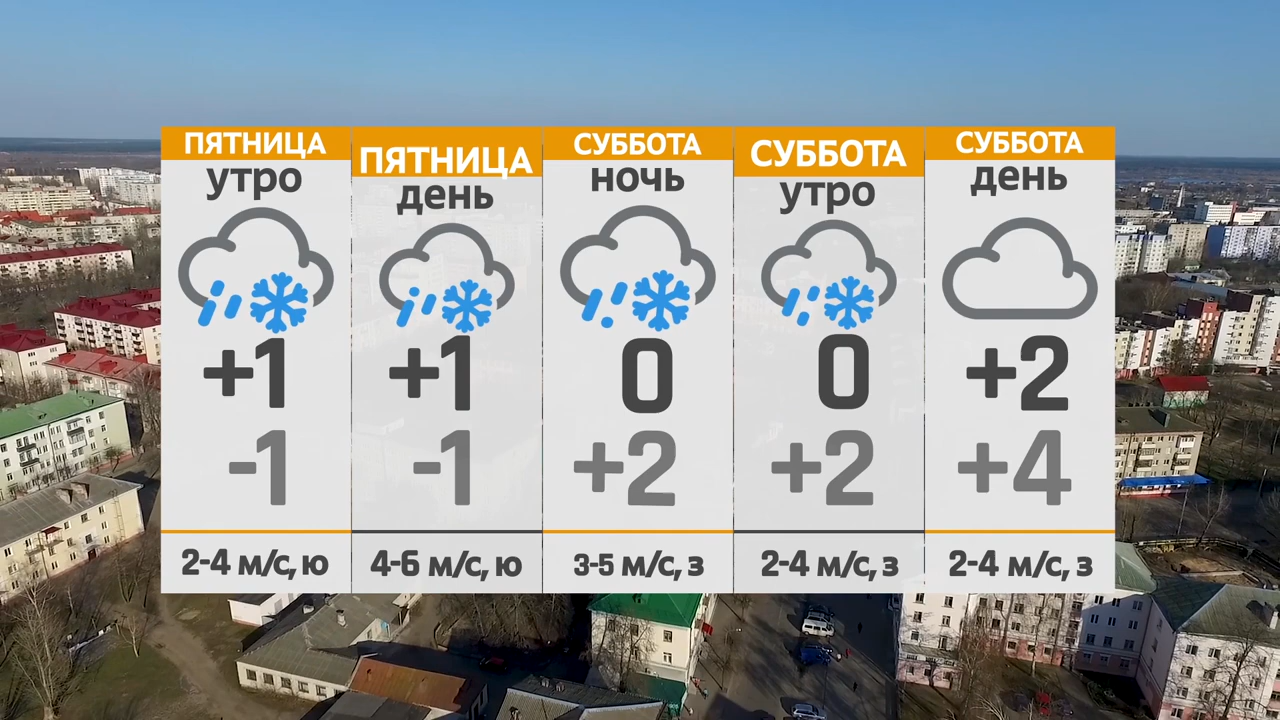 ПЯТНИЦА
утро
+1
-1
2-4 м/с, ю
ПЯТНИЦА
день
+1
-1
4-6 м/с, ю
СУББОТА
ночь
0
+2
3-5 м/с, з
СУББОТА
утро
0
+2
2-4 м/с, з
СУББОТА
день
+2
+4
2-4 м/с, з